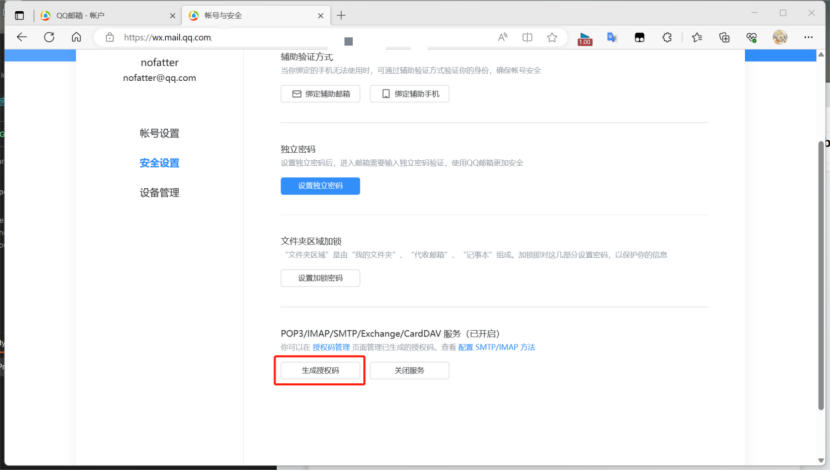 QQ邮箱 - 帐户
帐号与安全
https://wx.mail.qq.com
1.00
nofatter
nofatter@qq.com
帐号设置
安全设置
设备管理
辅助验证方式
当你绑定的手机无法使用时，可通过辅助验证方式验证你的身份，确保帐号安全
绑定辅助邮箱
绑定辅助手机
独立密码
设置独立密码后，进入邮箱需要输入独立密码验证，使用QQ邮箱更加安全
设置独立密码
文件夹区域加锁
“文件夹区域”是由“我的文件夹”、“代收邮箱”、“记事本”组成。加锁即对这几部分设置密码，以保护你的信息
设置加锁密码
POP3/IMAP/SMTP/Exchange/CardDAV 服务（已开启）
你可以在 授权码管理 页面管理已生成的授权码。查看 配置 SMTP/IMAP 方法
生成授权码
关闭服务